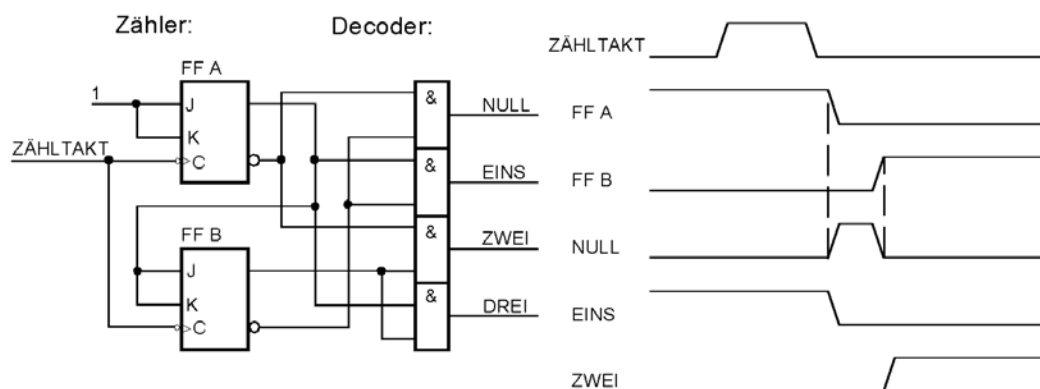 Zähler:
Decoder:
FF A
1
J
K
C
ZÄHLTAKT
FF B
J
K
C
&
&
&
&
NULL
EINS
ZWEI
DREI
ZÄHLTAKT
FF A
FF B
NULL
EINS
ZWEI